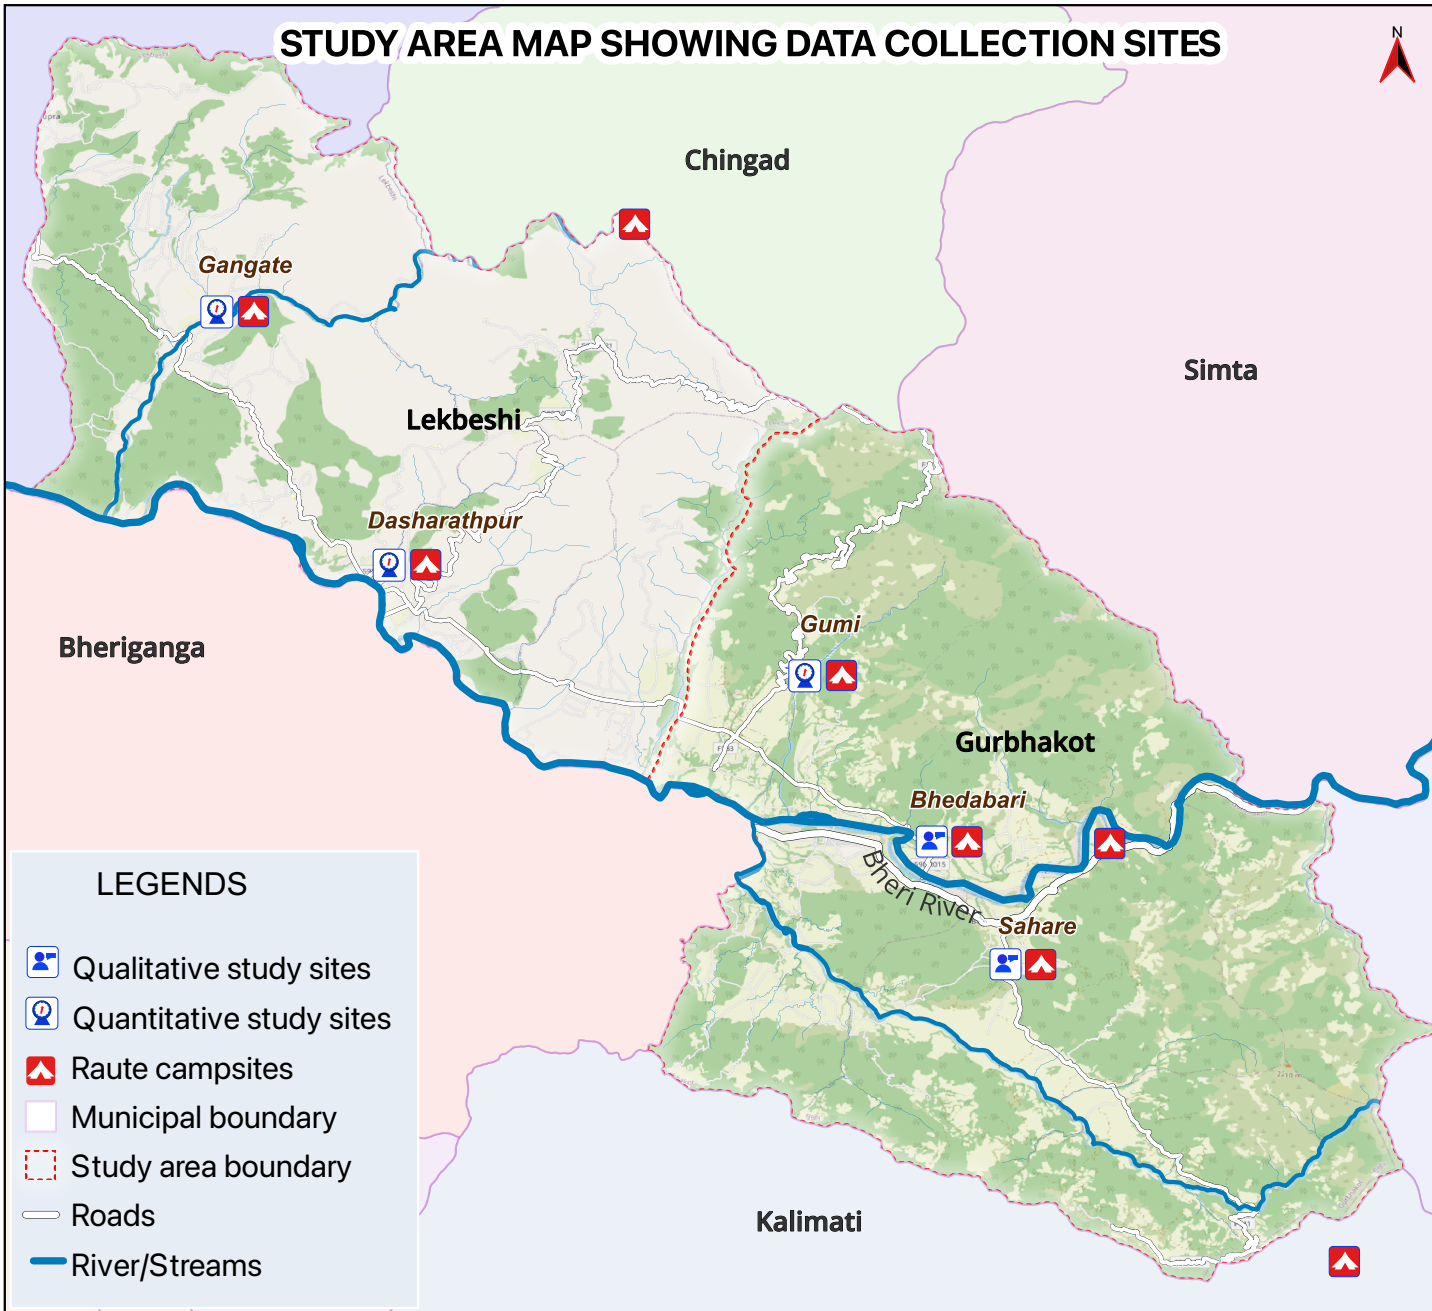 STUDY AREA MAP SHOWING DATA COLLECTION SITES
N
Chingad
Gangate
Simta
Lekbeshi
Dasharathpur
Gumi
Bheriganga
Gurbhakot
Bhedabari
Bheri River
Sahare
Kalimati
LEGENDS
Qualitative study sites
Quantitative study sites
Raute campsites
Municipal boundary
Study area boundary
Roads
River/Streams